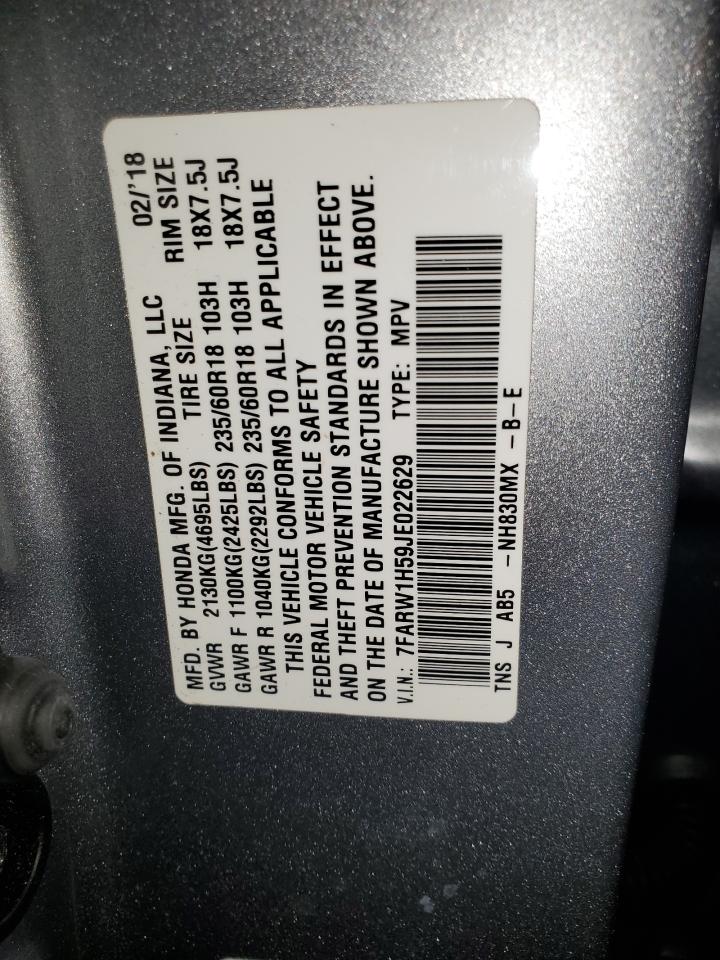 MFD. BY HONDA MFG. OF INDIANA, LLC 02/'18
GVWR 2130KG(4695LBS) TIRE SIZE RIM SIZE
GAWR F 1100KG(2425LBS) 235/60R18 103H 18X7.5J
GAWR R 1040KG(2292LBS) 235/60R18 103H 18X7.5J
THIS VEHICLE CONFORMS TO ALL APPLICABLE
FEDERAL MOTOR VEHICLE SAFETY
AND THEFT PREVENTION STANDARDS IN EFFECT
ON THE DATE OF MANUFACTURE SHOWN ABOVE.
V.I.N.: 7FARW1H59JE022629 TYPE: MPV
TNS J AB5 -NH830MX -B-E